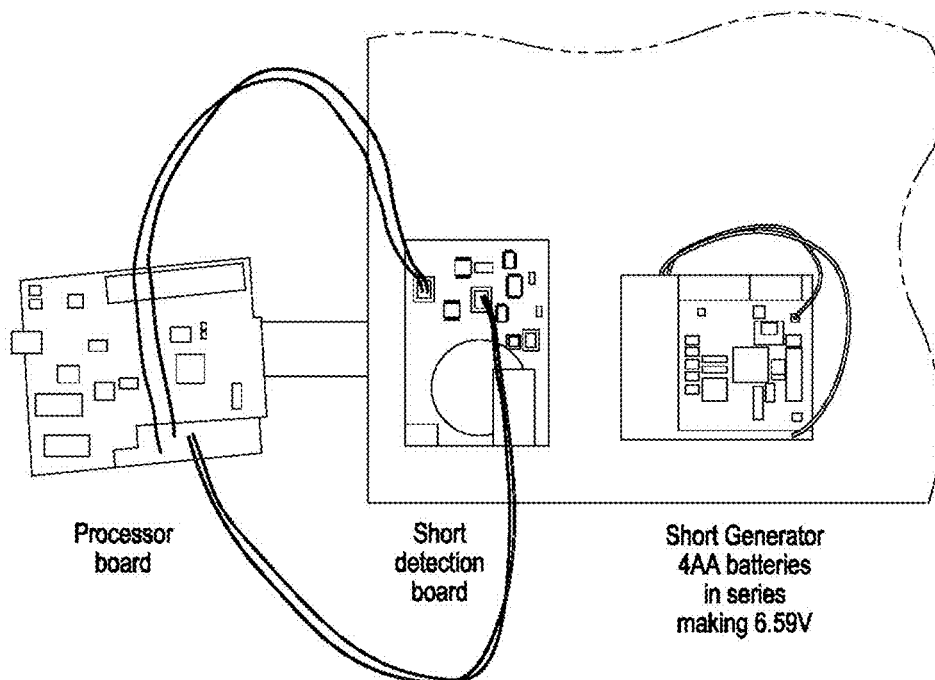 Processor
board
Short
detection
board
Short Generator
4AA batteries
in series
making 6.59V